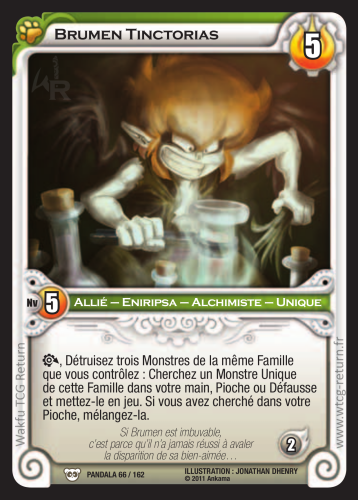 Brumen Tinctorias
5
Nv 5
Allié – Eniripsa – Alchimiste – Unique
, Détruisez trois Monstres de la même Famille
que vous contrôlez : Cherchez un Monstre Unique
de cette Famille dans votre main, Pioche ou Défausse
et mettez-le en jeu. Si vous avez cherché dans votre
Pioche, mélangez-la.
Si Brumen est imbuvable,
c'est parce qu'il n'a jamais réussi à avaler
la disparition de sa bien-aimée…
2
PANDALA 66 / 162
ILLUSTRATION : JONATHAN DHENRY
© 2011 Ankama
Wakfu TCG Return
www.wtcg-return.fr